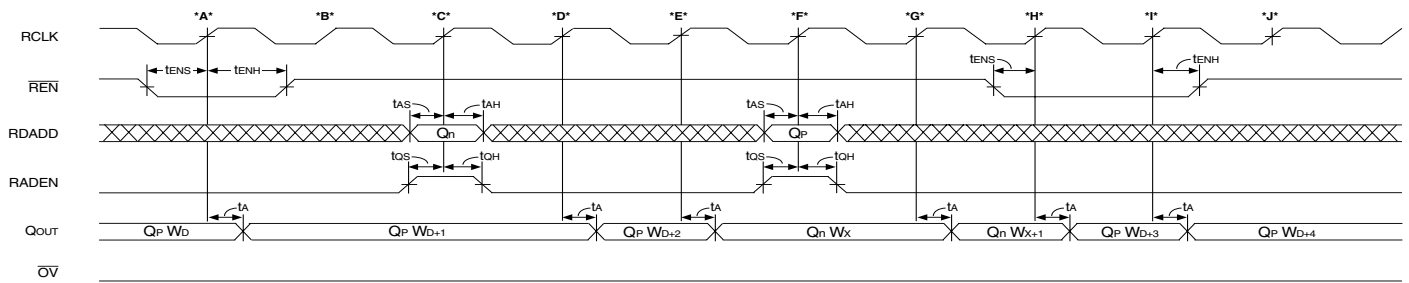 *A* *B* *C* *D* *E* *F* *G* *H* *I* *J*
RCLK
tENS tENH tENS tENH
REN
tAS tAH tAS tAH
RDADD Qn QP
tQS tQH tQS tQH
RADEN
tA tA tA tA tA tA
QOUT QP WD QP WD+1 QP WD+2 Qn WX Qn WX+1 QP WD+3 QP WD+4
OV